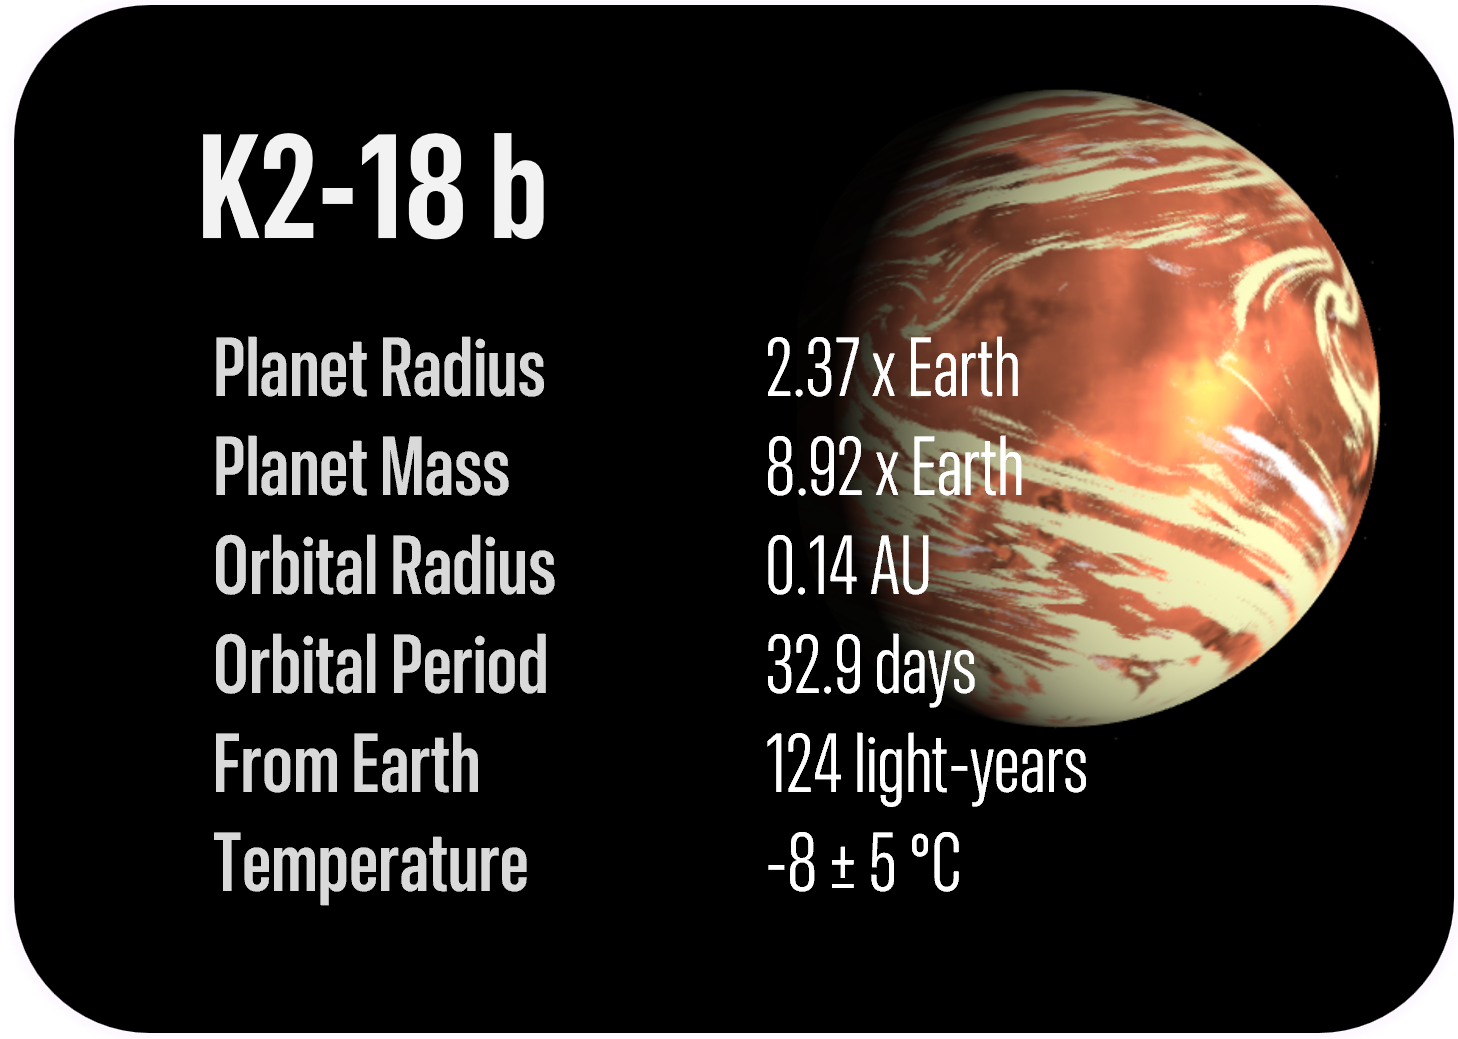 K2-18 b
Planet Radius 2.37 x Earth
Planet Mass 8.92 x Earth
Orbital Radius 0.14 AU
Orbital Period 32.9 days
From Earth 124 light-years
Temperature -8 ± 5 ºC